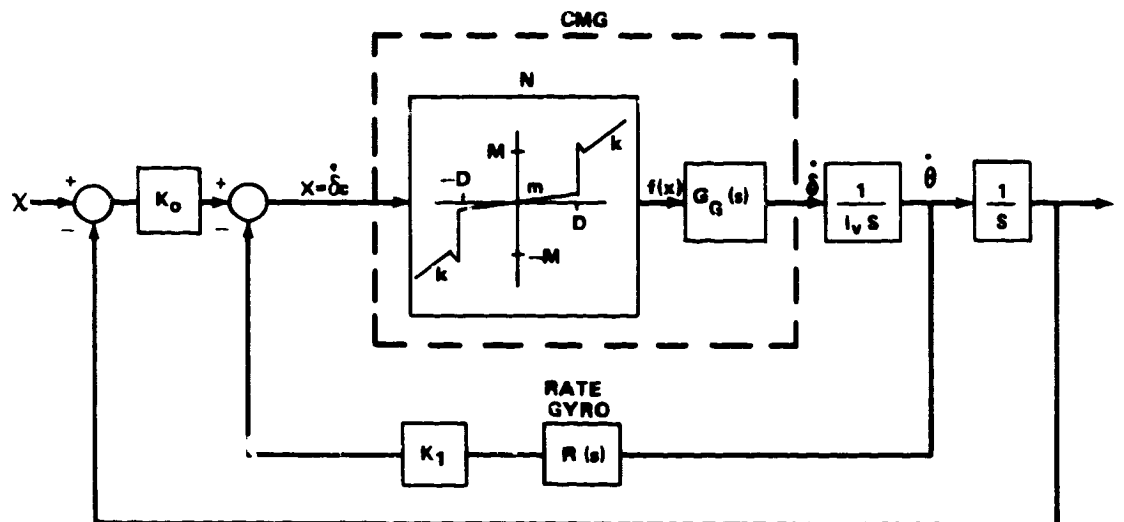 CMG
N
M
k
-D
m
D
-M
k
χ
+
-
K₀
+
-
X=δ̇c
f(x)
G_G(s)
δ̇
1
I_v S
θ̇
1
S
RATE
GYRO
K₁
R(s)